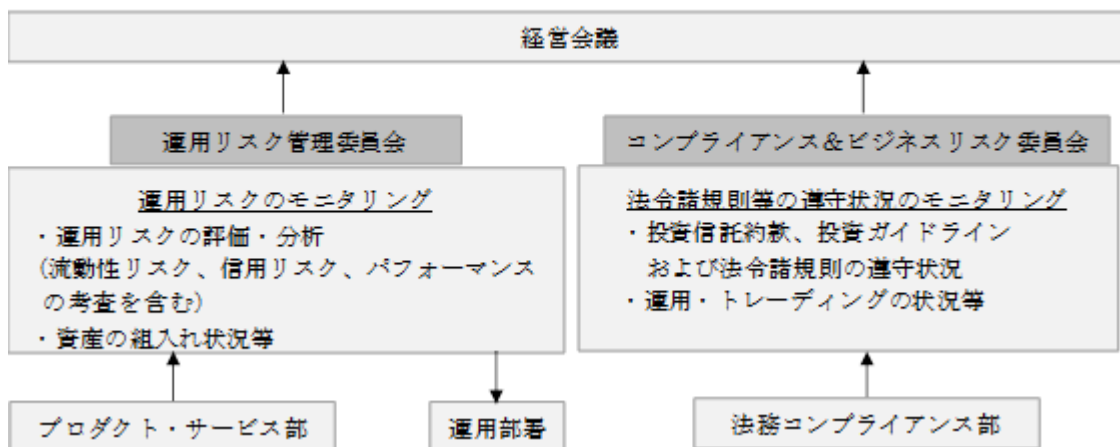 経営会議
運用リスク管理委員会
運用リスクのモニタリング
・運用リスクの評価・分析
(流動性リスク、信用リスク、パフォーマンス
の考査を含む)
・資産の組入れ状況等
プロダクト・サービス部
運用部署
コンプライアンス＆ビジネスリスク委員会
法令諸規則等の遵守状況のモニタリング
・投資信託約款、投資ガイドライン
および法令諸規則の遵守状況
・運用・トレーディングの状況等
法務コンプライアンス部